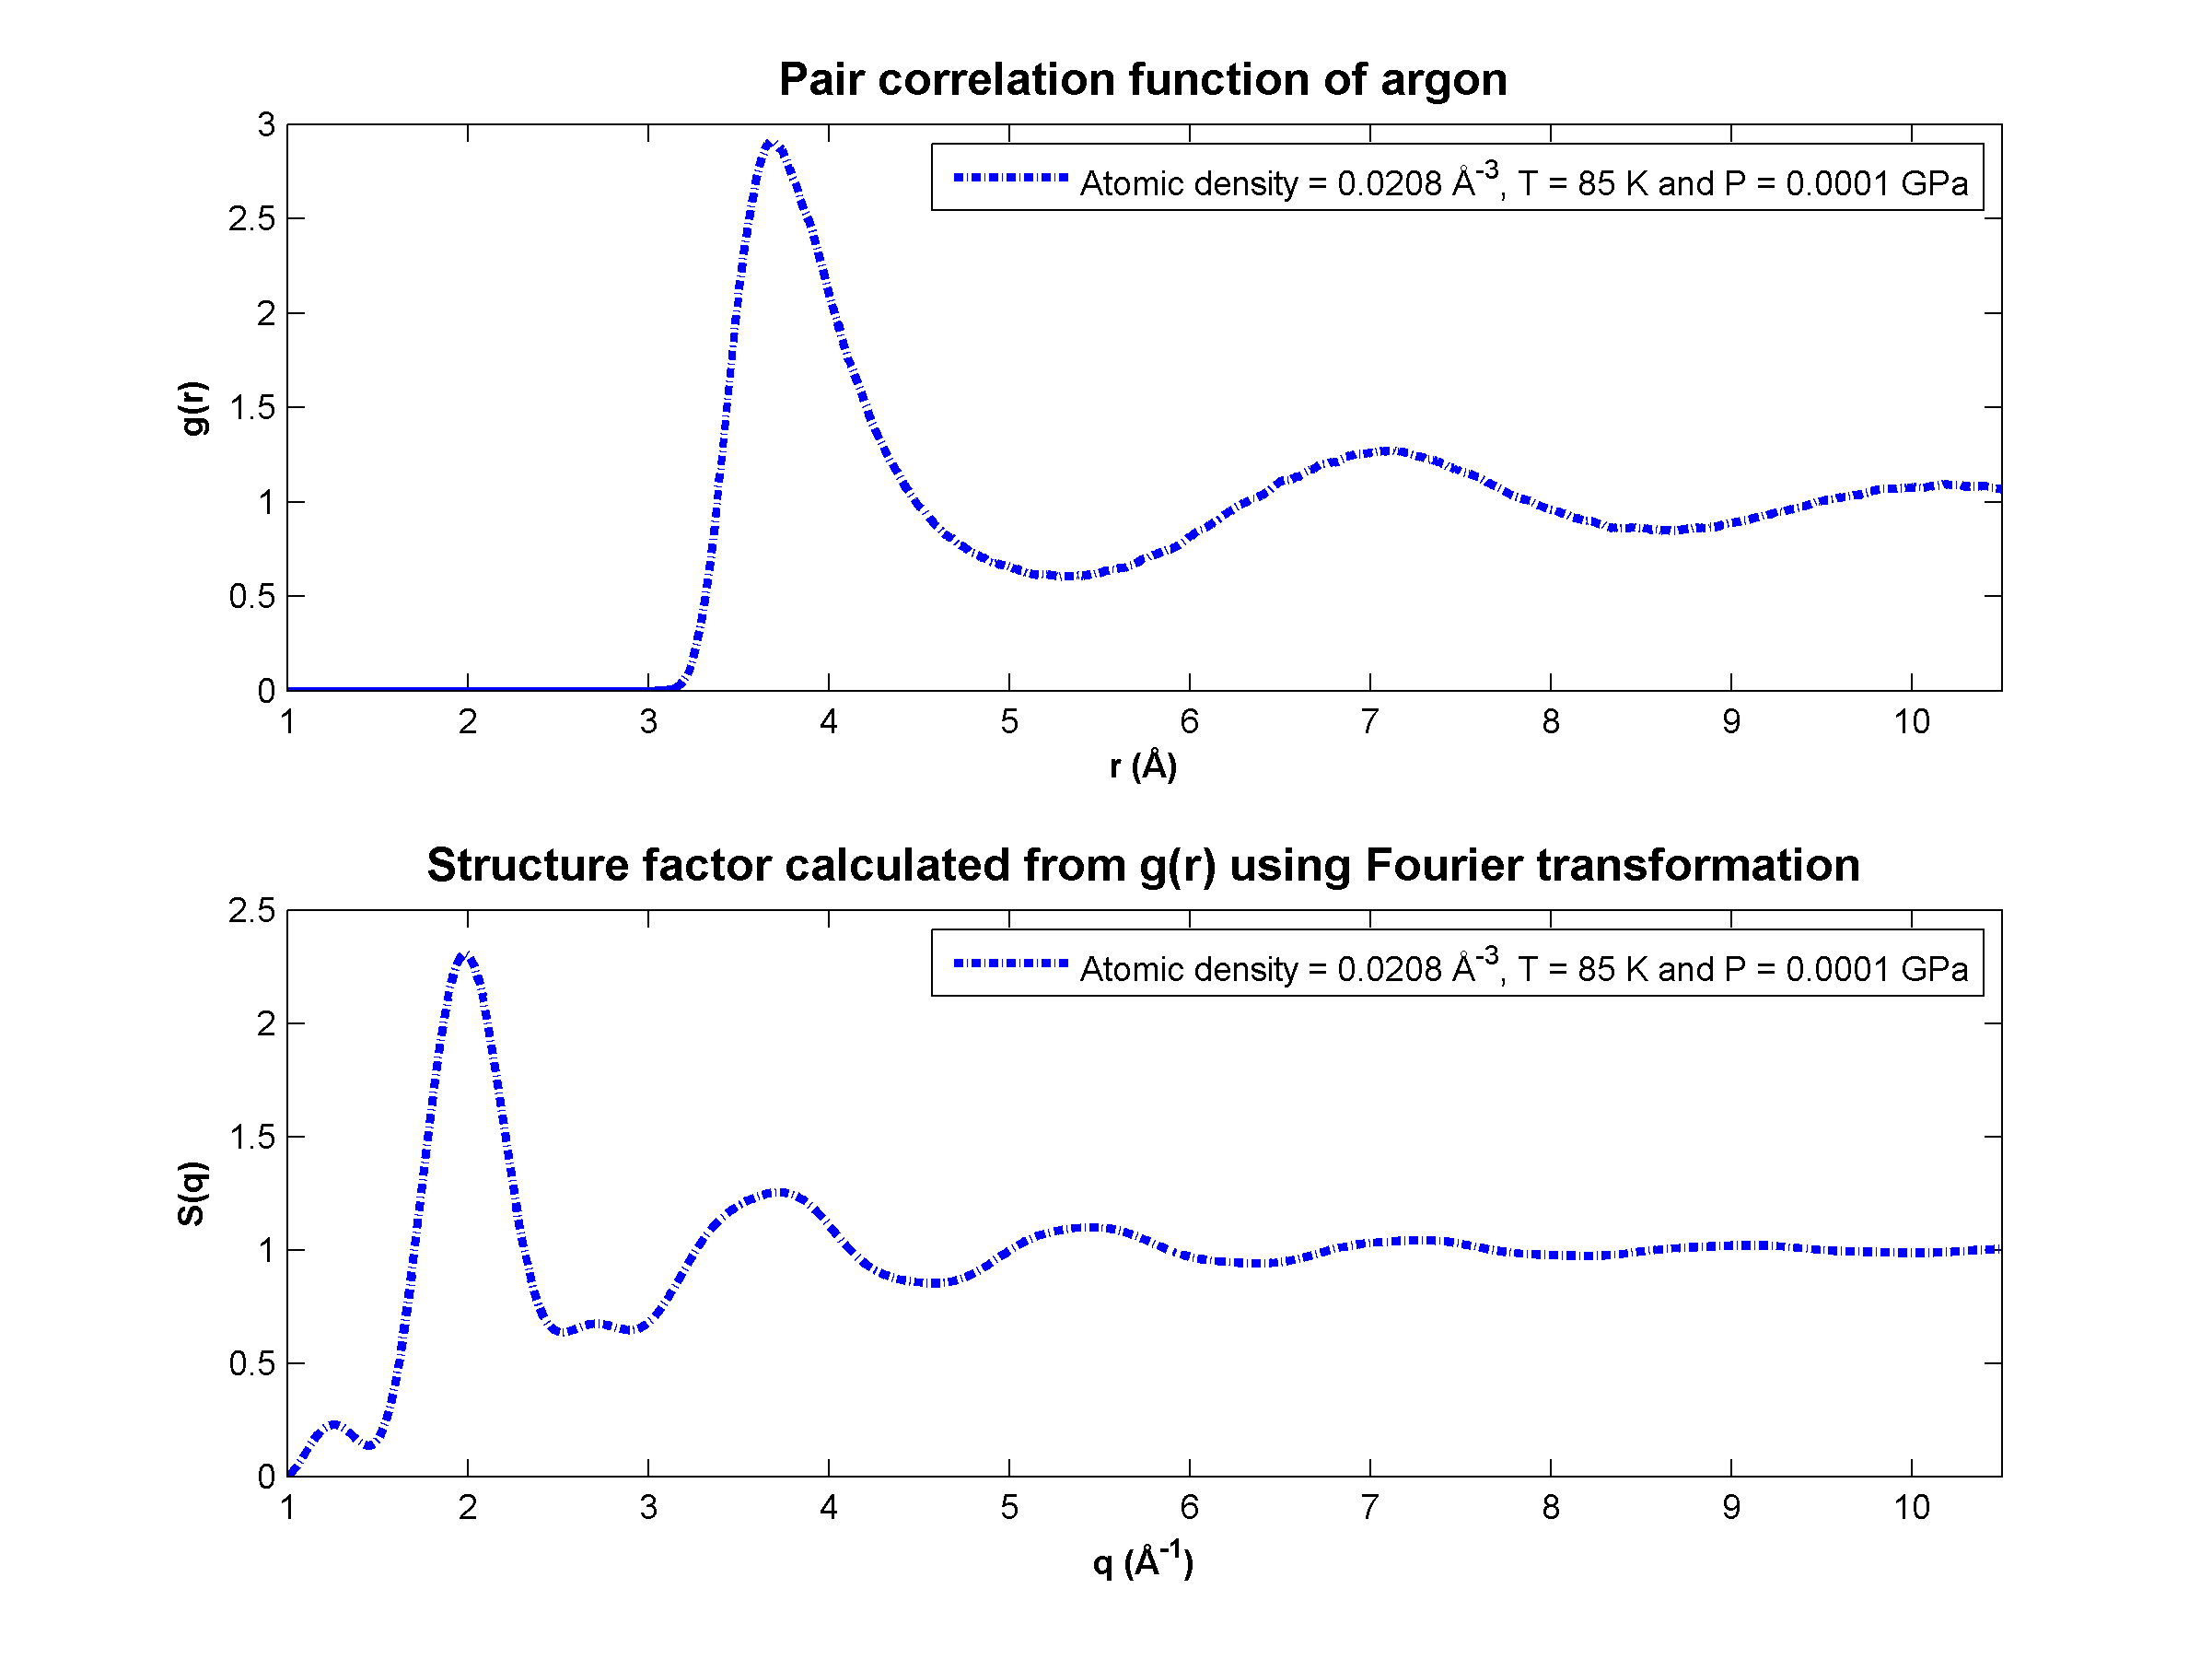 Pair correlation function of argon
3
2.5
2
1.5
1
0.5
0
g(r)
Atomic density = 0.0208 Å-3, T = 85 K and P = 0.0001 GPa
1 2 3 4 5 6 7 8 9 10
r (Å)
Structure factor calculated from g(r) using Fourier transformation
2.5
2
1.5
1
0.5
0
S(q)
Atomic density = 0.0208 Å-3, T = 85 K and P = 0.0001 GPa
1 2 3 4 5 6 7 8 9 10
q (Å-1)